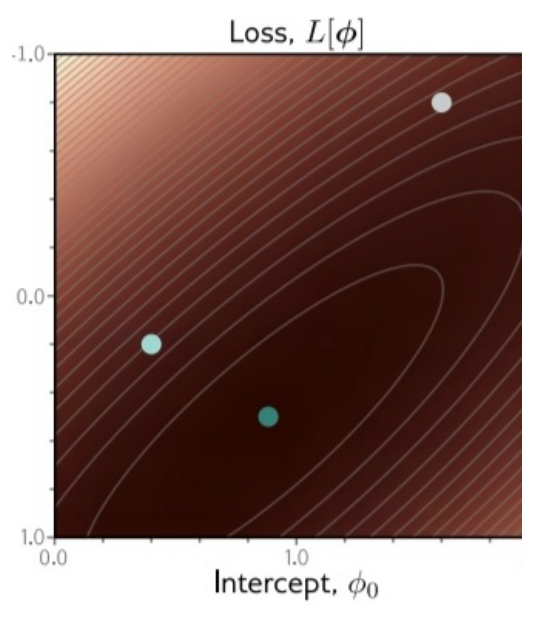 Loss, L[ϕ]
-1.0
0.0
1.0
0.0 1.0
Intercept, ϕ₀